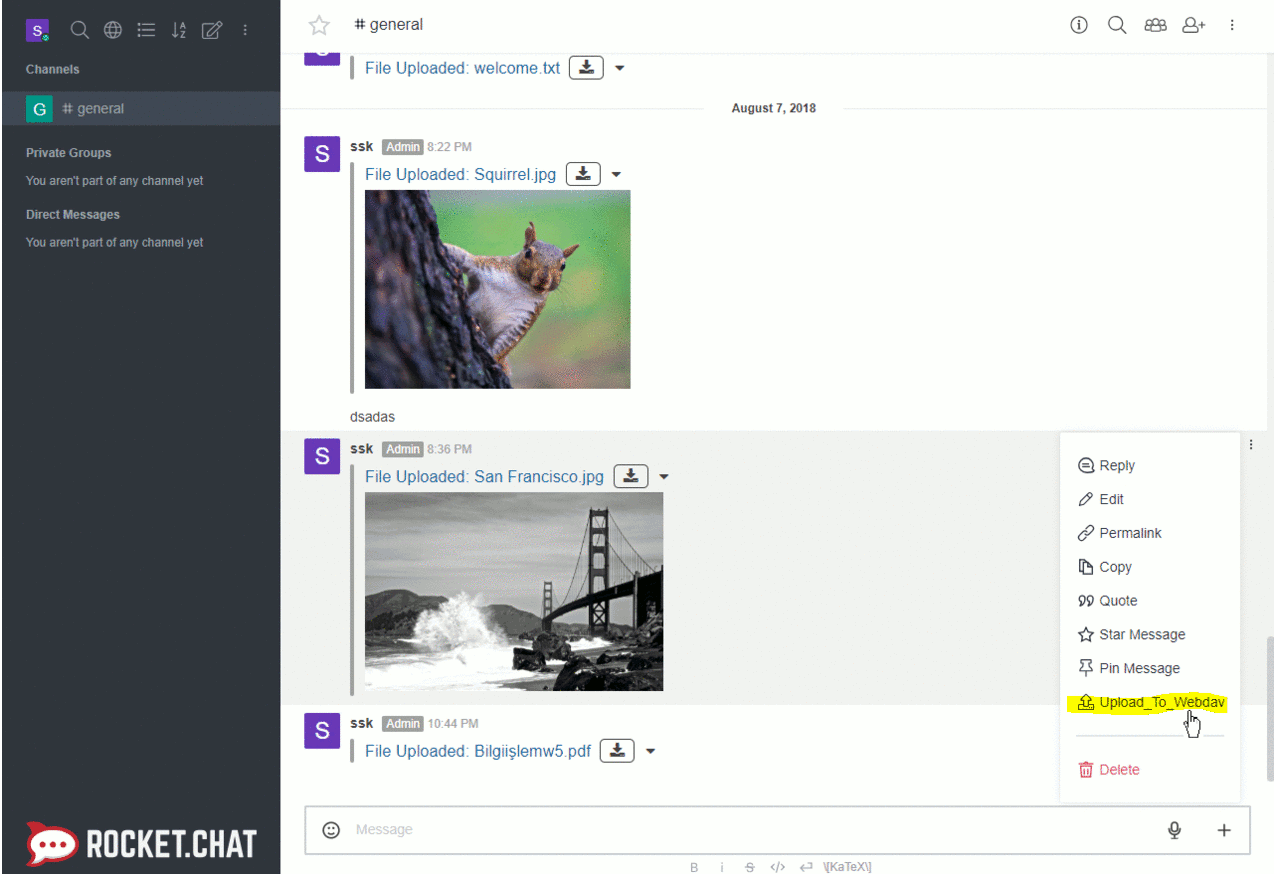 S
# general
Channels
G # general
Private Groups
You aren't part of any channel yet
Direct Messages
You aren't part of any channel yet
ROCKET.CHAT
File Uploaded: welcome.txt
August 7, 2018
S
ssk Admin 8:22 PM
File Uploaded: Squirrel.jpg
dsadas
S
ssk Admin 8:36 PM
File Uploaded: San Francisco.jpg
S
ssk Admin 10:44 PM
File Uploaded: Bilgiişlemw5.pdf
Reply
Edit
Permalink
Copy
Quote
Star Message
Pin Message
Upload_To_Webdav
Delete
Message
B i S </> \[KaTeX\]